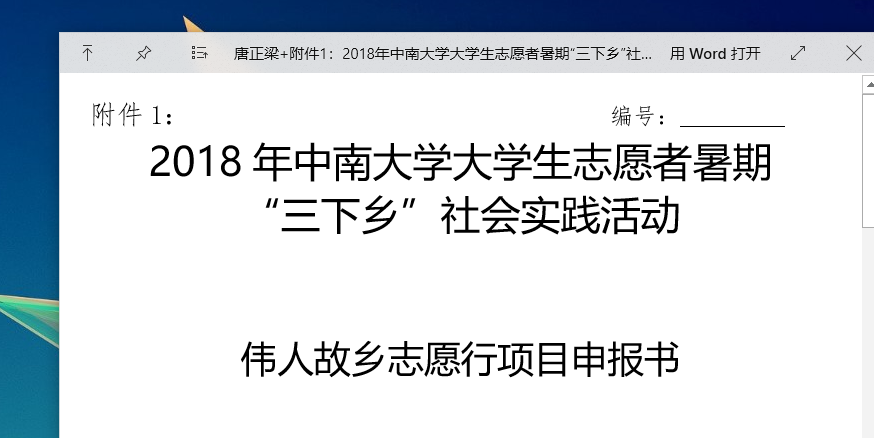 唐正梁+附件1：2018年中南大学大学生志愿者暑期“三下乡”社... 用 Word 打开
附件 1： 编号：
2018 年中南大学大学生志愿者暑期
“三下乡”社会实践活动
伟人故乡志愿行项目申报书